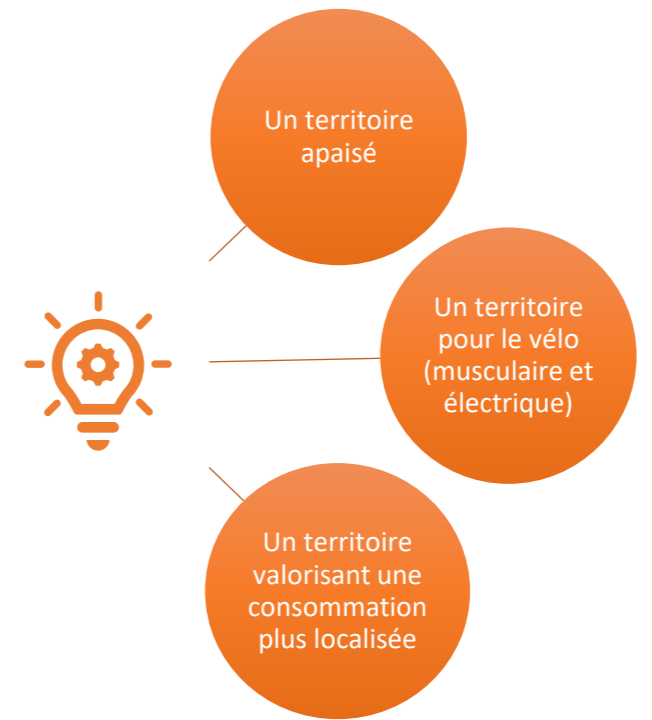 Un territoire
apaisé
Un territoire
pour le vélo
(musculaire et
électrique)
Un territoire
valorisant une
consommation
plus localisée